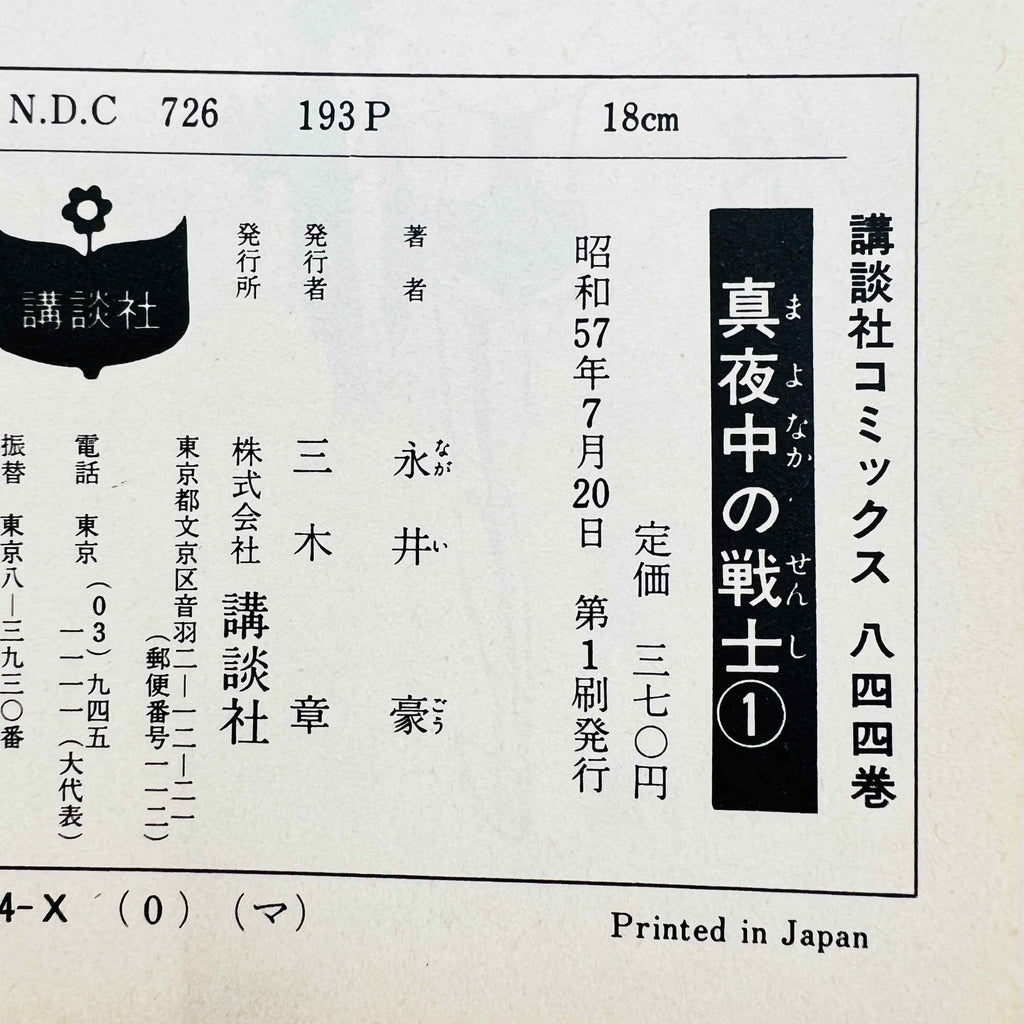 N.D.C 726 193P 18cm
講談社コミックス 八四四巻
真夜中の戦士①
ま よ なか せん し
定価 三七〇円
昭和57年7月20日 第1刷発行
著者 永井 豪
なが い ごう
発行者 三木 章
発行所 株式会社 講談社
東京都文京区音羽二―一二―二一
(郵便番号一一二)
電話 東京(03)九四五
一一一一(大代表)
振替 東京八―三九三〇番
講談社
4-X (0) (マ)
Printed in Japan